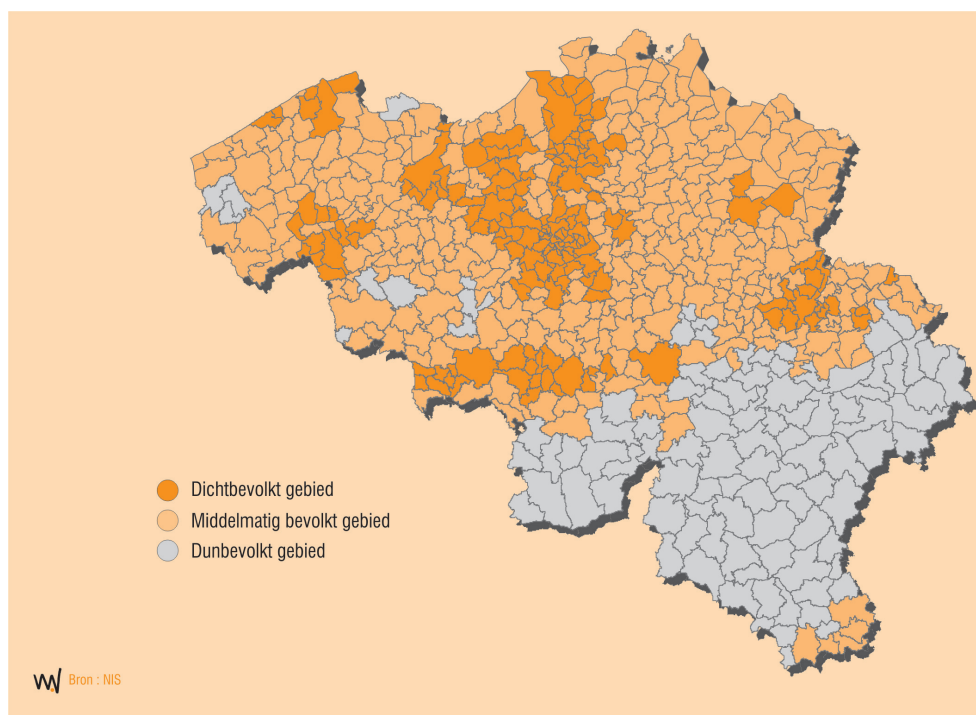 Dichtbevolkt gebied
Middelmatig bevolkt gebied
Dunbevolkt gebied
Bron : NIS